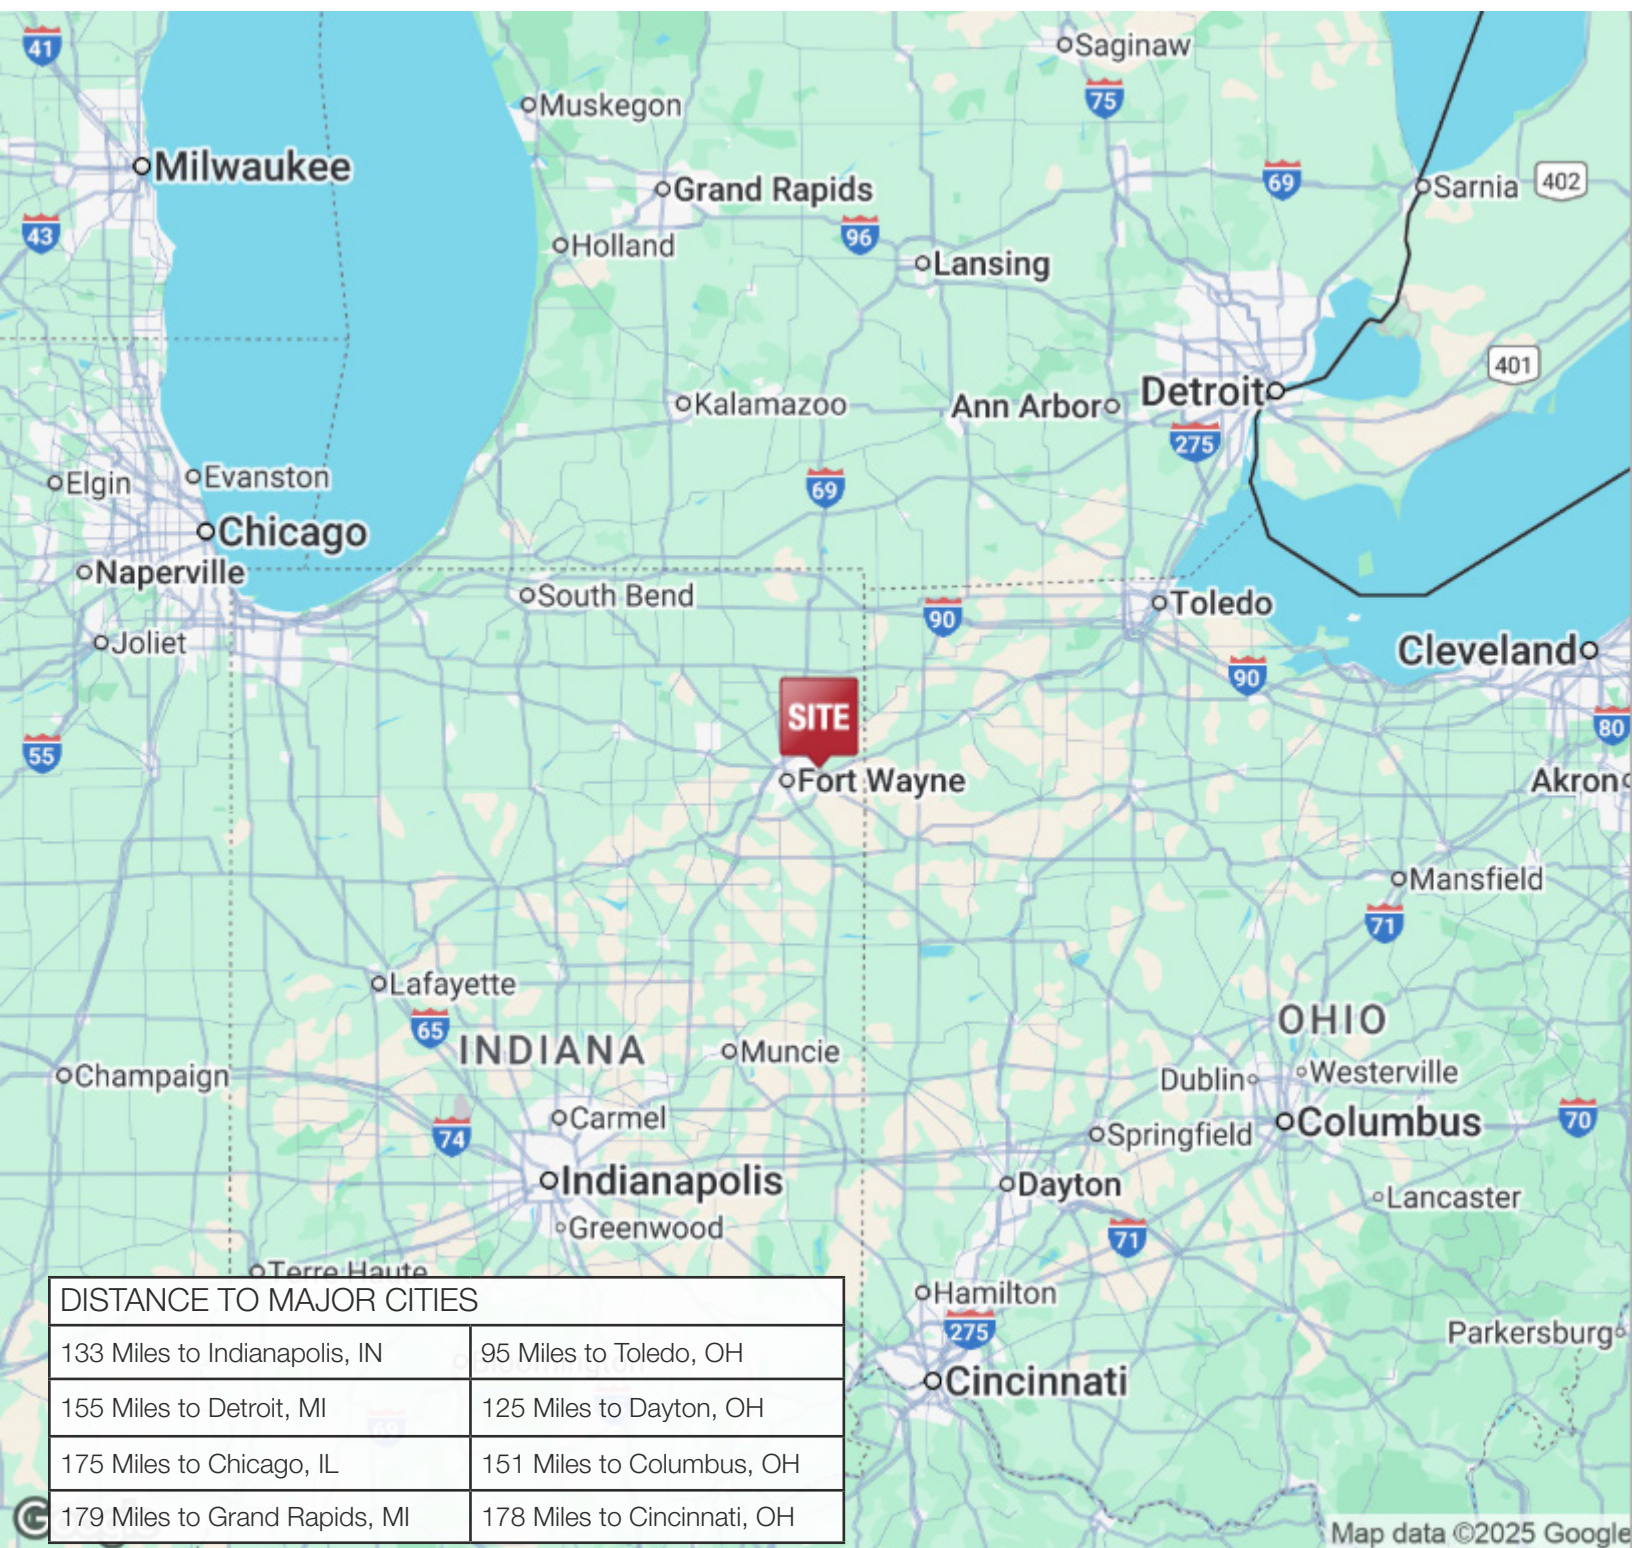 41
Saginaw
75
Muskegon
Milwaukee
69
Sarnia
402
Grand Rapids
43
96
Holland
Lansing
401
Detroit
Kalamazoo
Ann Arbor
275
Elgin
Evanston
69
Chicago
Naperville
South Bend
Toledo
90
Joliet
Cleveland
90
SITE
80
55
Fort Wayne
Akron
Mansfield
71
Lafayette
65
OHIO
INDIANA
Muncie
Champaign
Dublin
Westerville
Carmel
74
Springfield
Columbus
70
Indianapolis
Dayton
Lancaster
Greenwood
71
Terre Haute
Hamilton
275
Parkersburg
Cincinnati
DISTANCE TO MAJOR CITIES
133 Miles to Indianapolis, IN
95 Miles to Toledo, OH
Bloomington
155 Miles to Detroit, MI
125 Miles to Dayton, OH
69
175 Miles to Chicago, IL
151 Miles to Columbus, OH
179 Miles to Grand Rapids, MI
178 Miles to Cincinnati, OH
Google
Map data ©2025 Google